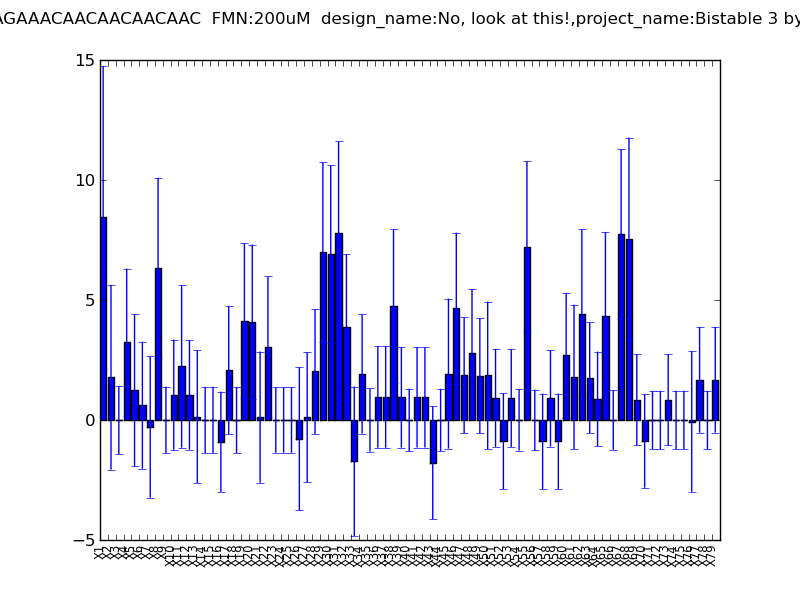 AGAAACAACAACAACAAC  FMN:200uM  design_name:No, look at this!,project_name:Bistable 3 by
15
10
5
0
−5
X1 X2 X3 X4 X5 X6 X7 X8 X9 X10 X11 X12 X13 X14 X15 X16 X17 X18 X19 X20 X21 X22 X23 X24 X25 X26 X27 X28 X29 X30 X31 X32 X33 X34 X35 X36 X37 X38 X39 X40 X41 X42 X43 X44 X45 X46 X47 X48 X49 X50 X51 X52 X53 X54 X55 X56 X57 X58 X59 X60 X61 X62 X63 X64 X65 X66 X67 X68 X69 X70 X71 X72 X73 X74 X75 X76 X77 X78 X79